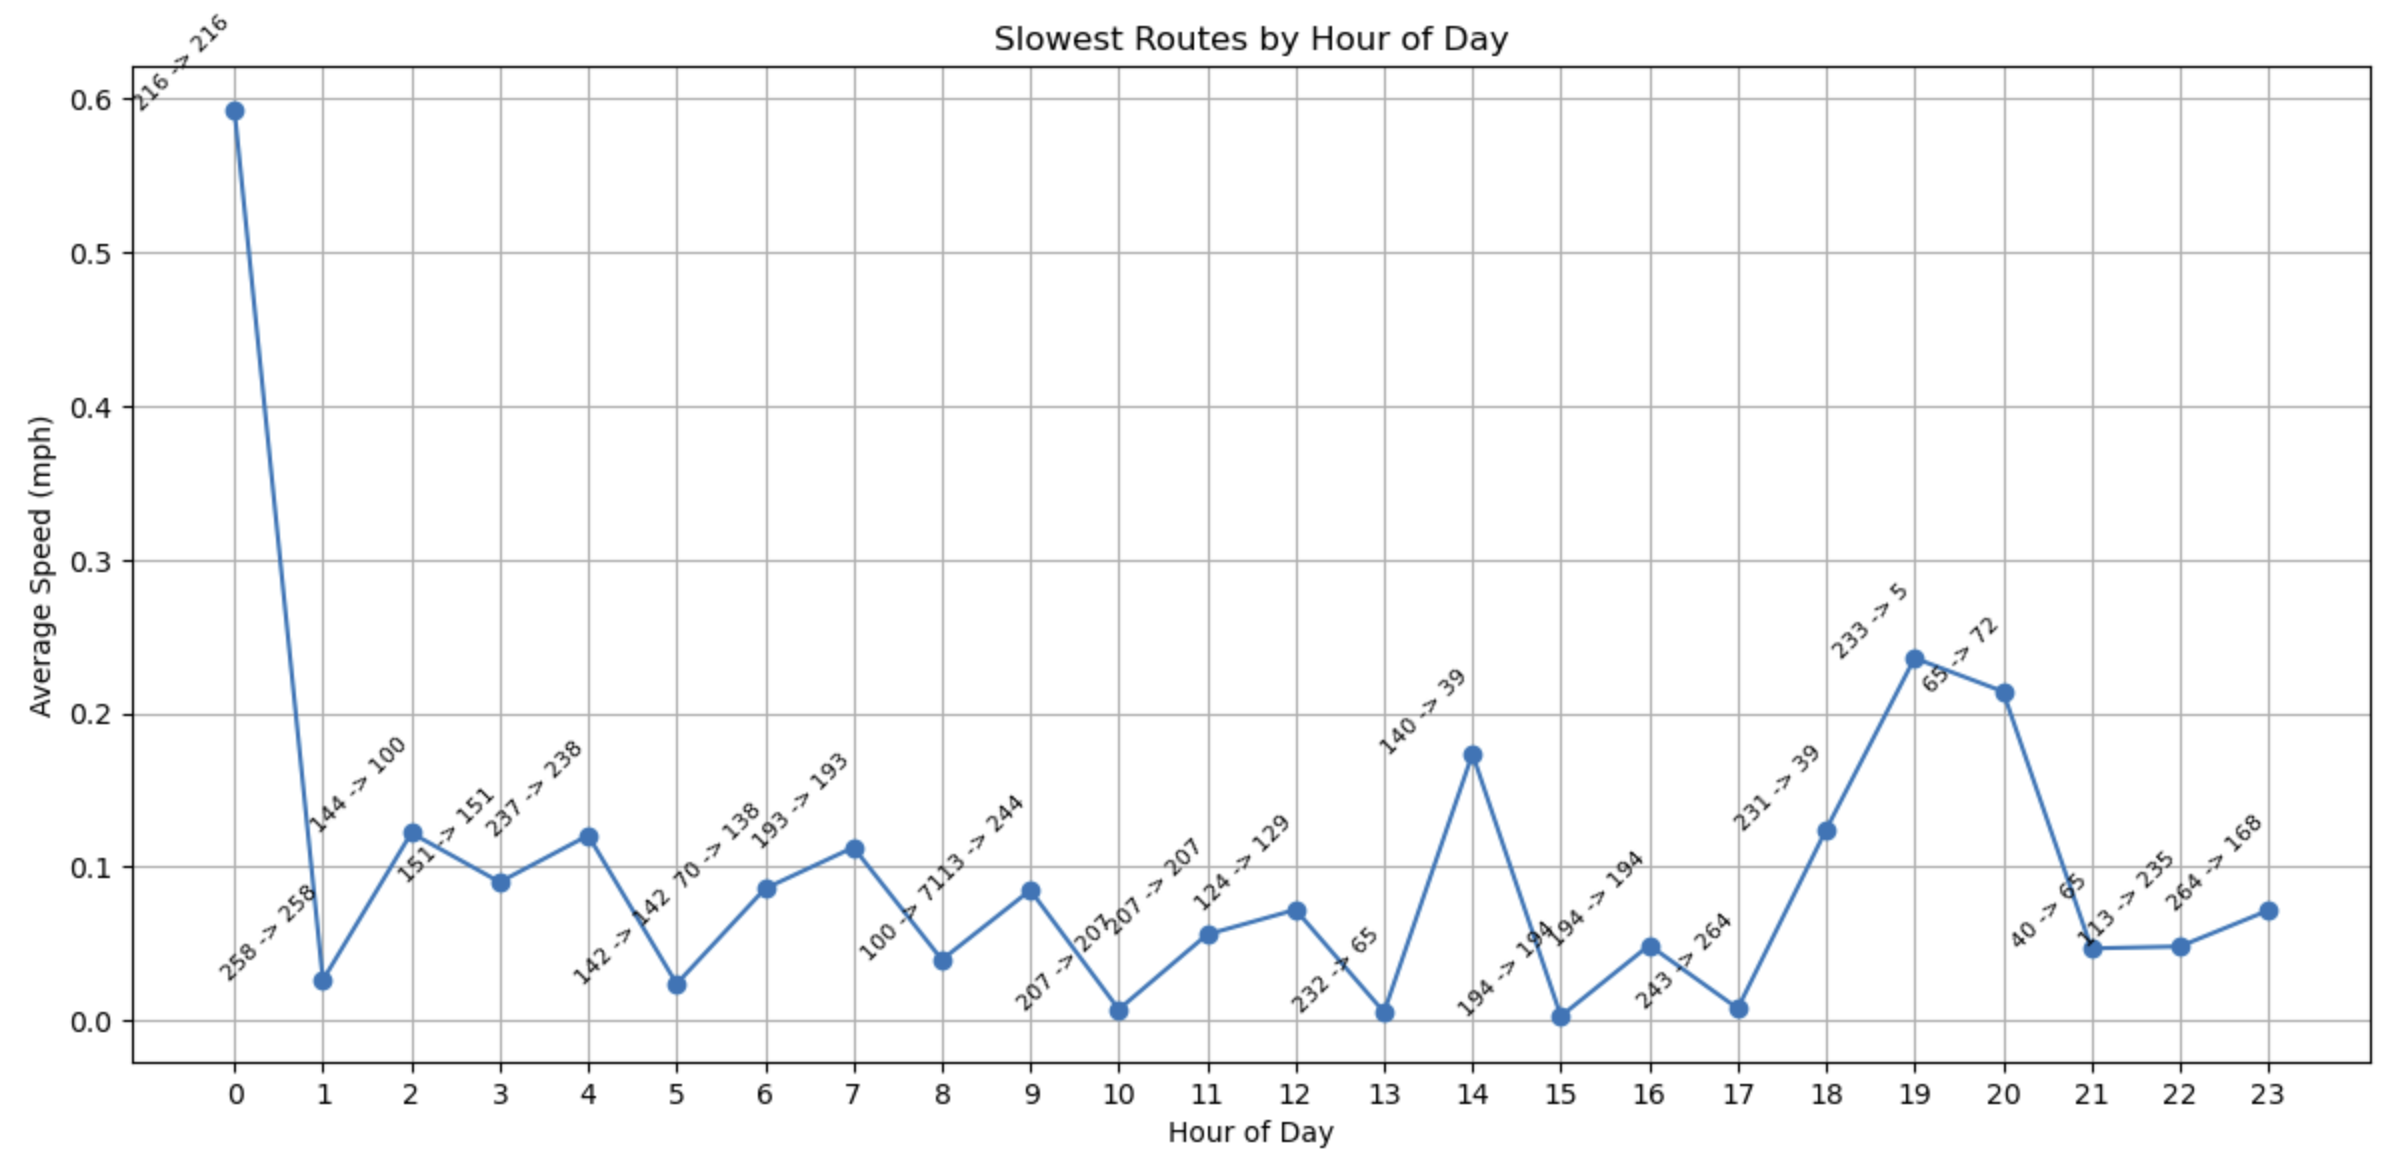 Slowest Routes by Hour of Day
Average Speed (mph)
0.6
0.5
0.4
0.3
0.2
0.1
0.0
216 -> 216
258 -> 258
144 -> 100
151 -> 151
237 -> 238
142 -> 142
70 -> 138
193 -> 193
100 -> 7
113 -> 244
207 -> 207
207 -> 207
124 -> 129
232 -> 65
140 -> 39
194 -> 194
194 -> 194
243 -> 264
231 -> 39
233 -> 5
65 -> 72
40 -> 65
113 -> 235
264 -> 168
0 1 2 3 4 5 6 7 8 9 10 11 12 13 14 15 16 17 18 19 20 21 22 23
Hour of Day